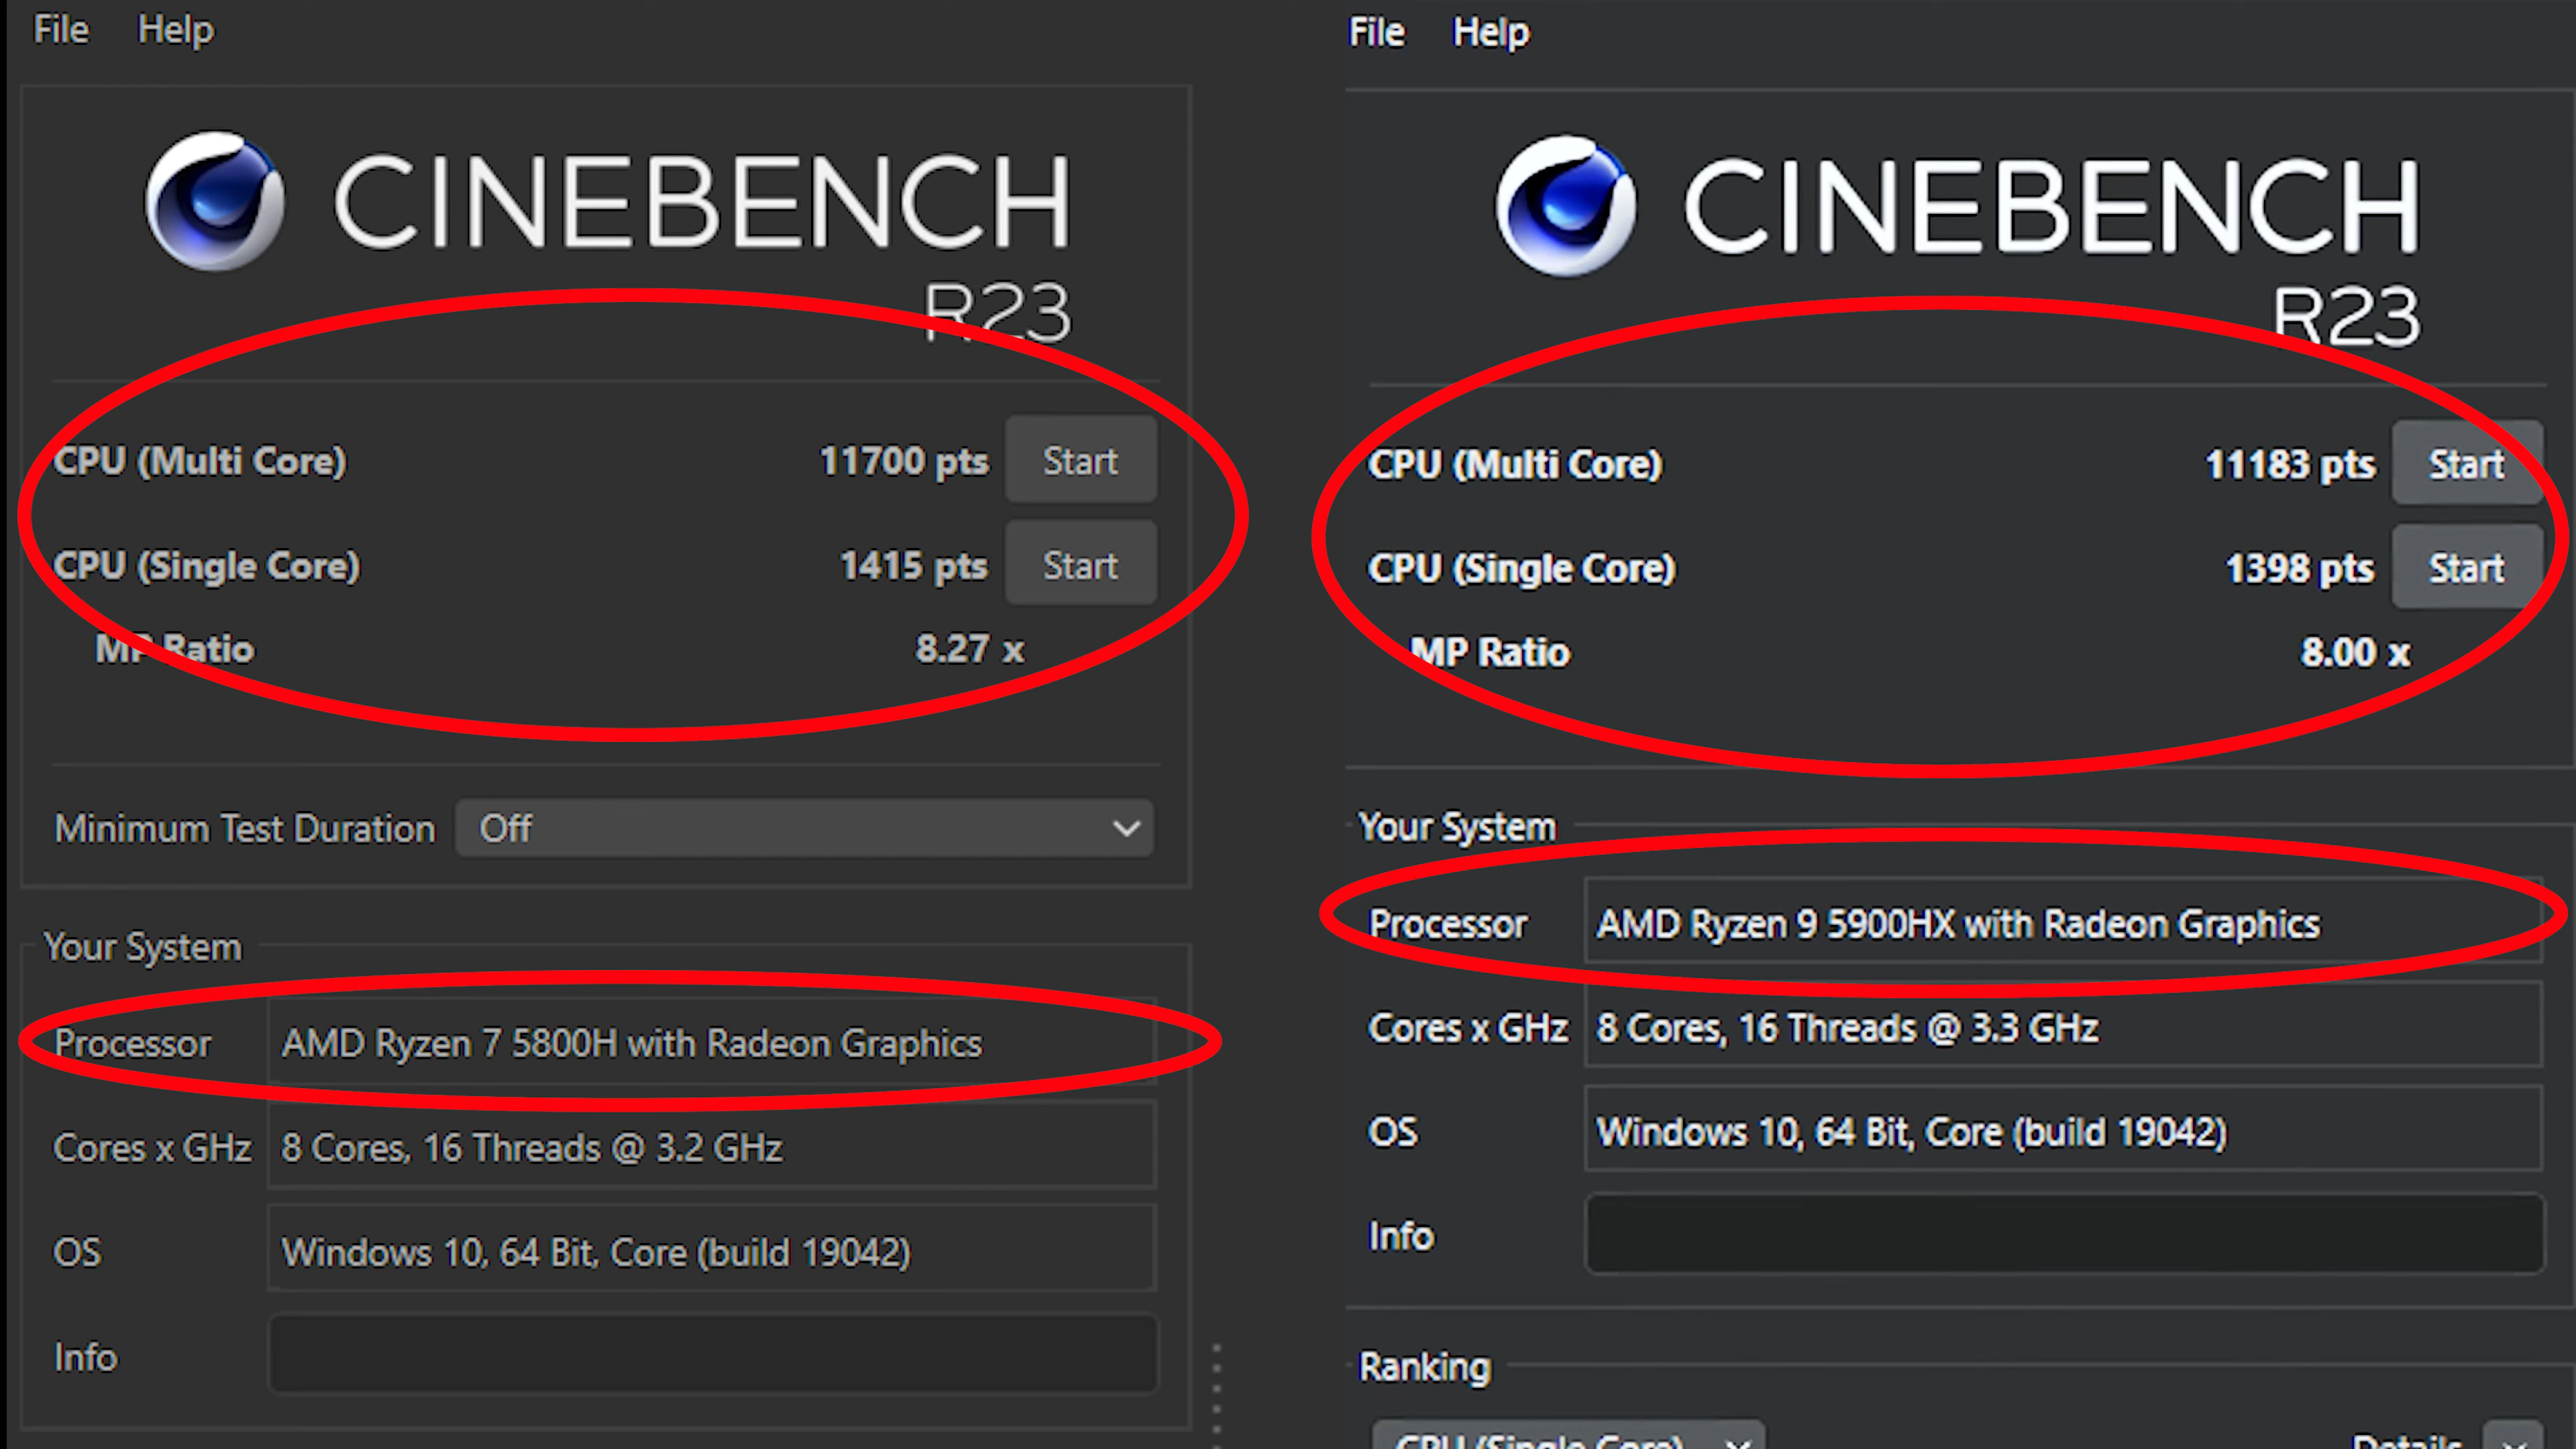 File Help
CINEBENCH
R23
CPU (Multi Core) 11700 pts Start
CPU (Single Core) 1415 pts Start
MP Ratio 8.27 x
Minimum Test Duration Off
Your System
Processor AMD Ryzen 7 5800H with Radeon Graphics
Cores x GHz 8 Cores, 16 Threads @ 3.2 GHz
OS Windows 10, 64 Bit, Core (build 19042)
Info
File Help
CINEBENCH
R23
CPU (Multi Core) 11183 pts Start
CPU (Single Core) 1398 pts Start
MP Ratio 8.00 x
Your System
Processor AMD Ryzen 9 5900HX with Radeon Graphics
Cores x GHz 8 Cores, 16 Threads @ 3.3 GHz
OS Windows 10, 64 Bit, Core (build 19042)
Info
Ranking
CPU (Single Core) Details